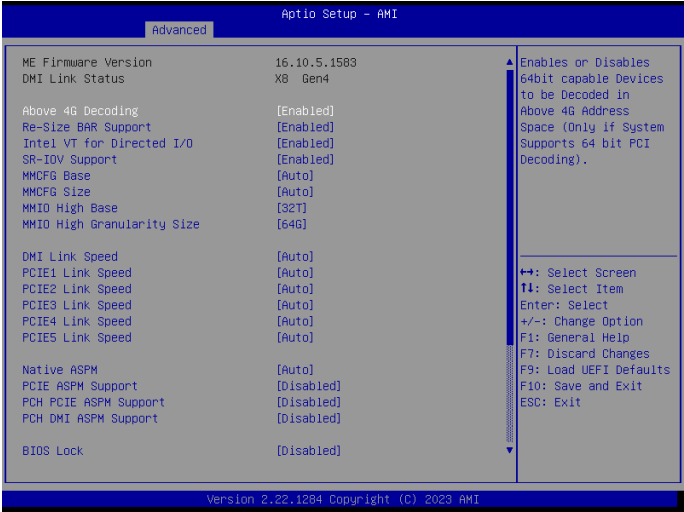 Aptio Setup - AMI
Advanced
ME Firmware Version 16.10.5.1583
DMI Link Status X8 Gen4
Above 4G Decoding [Enabled]
Re-Size BAR Support [Enabled]
Intel VT for Directed I/O [Enabled]
SR-IOV Support [Enabled]
MMCFG Base [Auto]
MMCFG Size [Auto]
MMIO High Base [32T]
MMIO High Granularity Size [64G]
DMI Link Speed [Auto]
PCIE1 Link Speed [Auto]
PCIE2 Link Speed [Auto]
PCIE3 Link Speed [Auto]
PCIE4 Link Speed [Auto]
PCIE5 Link Speed [Auto]
Native ASPM [Auto]
PCIE ASPM Support [Disabled]
PCH PCIE ASPM Support [Disabled]
PCH DMI ASPM Support [Disabled]
BIOS Lock [Disabled]
Enables or Disables
64bit capable Devices
to be Decoded in
Above 4G Address
Space (Only if System
Supports 64 bit PCI
Decoding).
↔: Select Screen
↑↓: Select Item
Enter: Select
+/-: Change Option
F1: General Help
F7: Discard Changes
F9: Load UEFI Defaults
F10: Save and Exit
ESC: Exit
Version 2.22.1284 Copyright (C) 2023 AMI